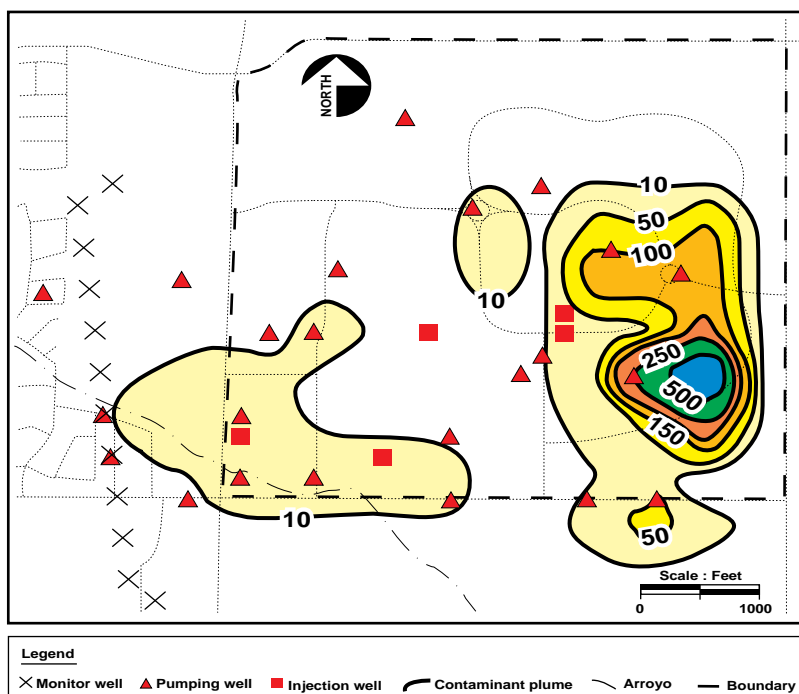 NORTH
10
50
100
10
250
500
150
10
50
Scale : Feet
0 1000
Legend
Monitor well Pumping well Injection well Contaminant plume Arroyo Boundary